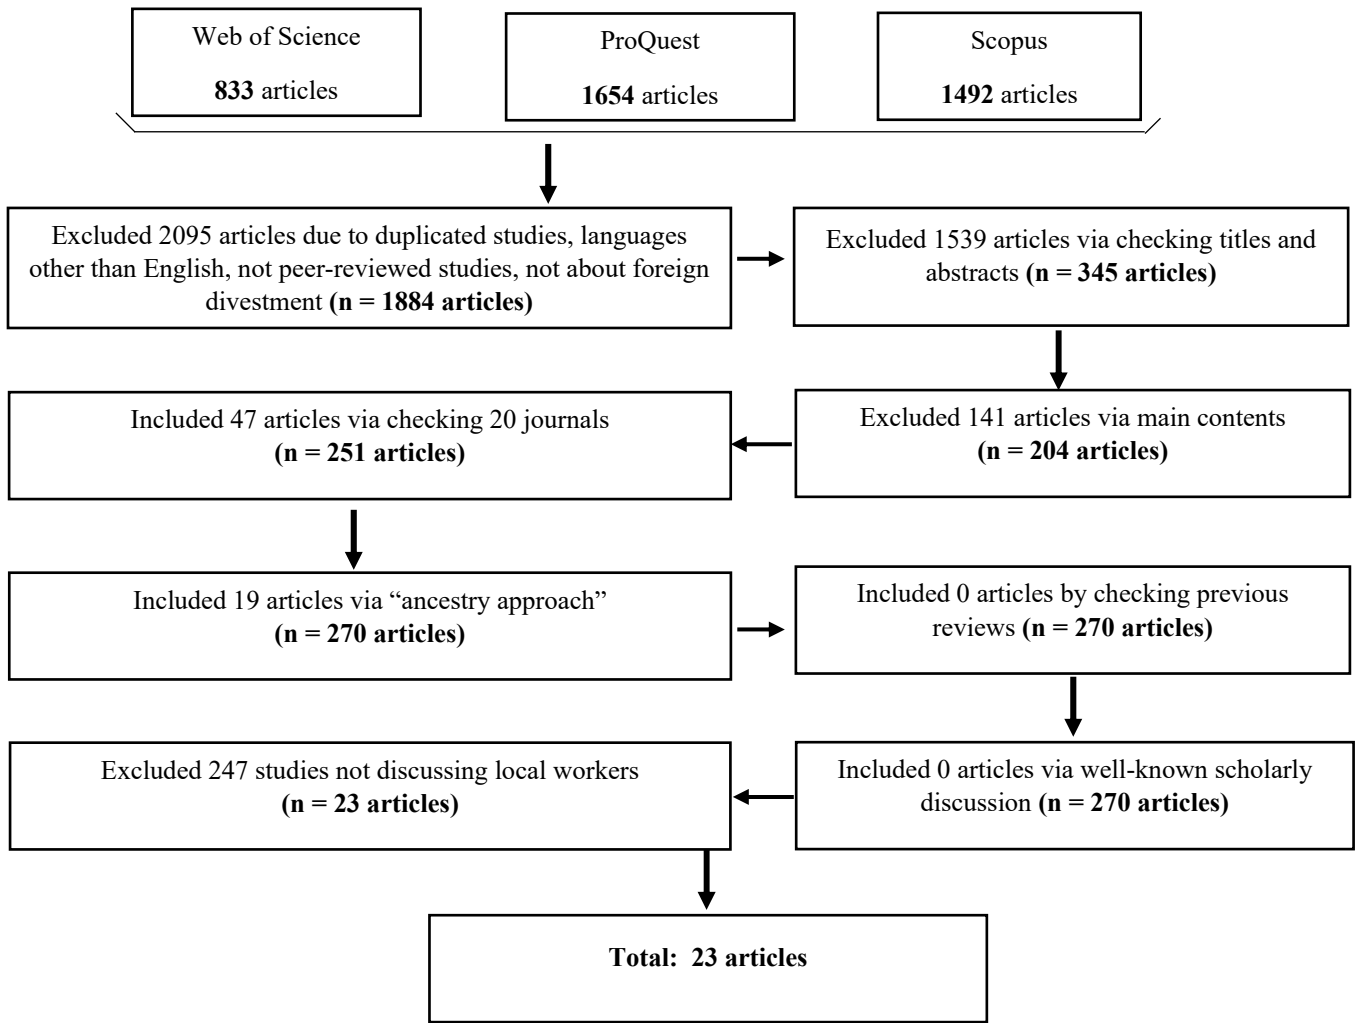 Web of Science
833 articles
ProQuest
1654 articles
Scopus
1492 articles
Excluded 2095 articles due to duplicated studies, languages
other than English, not peer-reviewed studies, not about foreign
divestment (n = 1884 articles)
Excluded 1539 articles via checking titles and
abstracts (n = 345 articles)
Excluded 141 articles via main contents
(n = 204 articles)
Included 47 articles via checking 20 journals
(n = 251 articles)
Included 19 articles via “ancestry approach”
(n = 270 articles)
Included 0 articles by checking previous
reviews (n = 270 articles)
Included 0 articles via well-known scholarly
discussion (n = 270 articles)
Excluded 247 studies not discussing local workers
(n = 23 articles)
Total: 23 articles